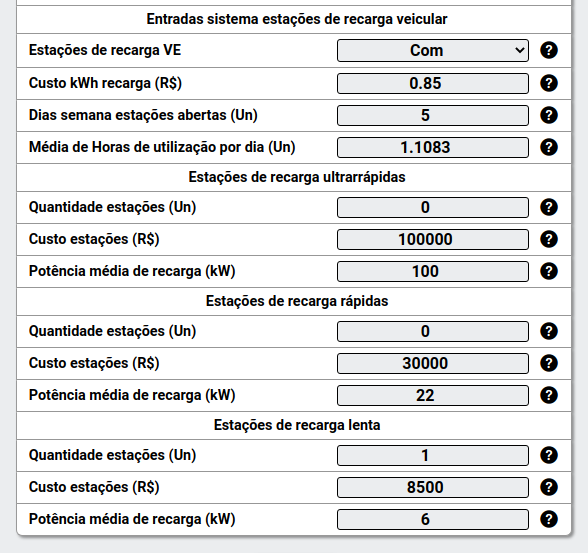 Entradas sistema estações de recarga veicular
Estações de recarga VE Com ?
Custo kWh recarga (R$) 0.85 ?
Dias semana estações abertas (Un) 5 ?
Média de Horas de utilização por dia (Un) 1.1083 ?
Estações de recarga ultrarrápidas
Quantidade estações (Un) 0 ?
Custo estações (R$) 100000 ?
Potência média de recarga (kW) 100 ?
Estações de recarga rápidas
Quantidade estações (Un) 0 ?
Custo estações (R$) 30000 ?
Potência média de recarga (kW) 22 ?
Estações de recarga lenta
Quantidade estações (Un) 1 ?
Custo estações (R$) 8500 ?
Potência média de recarga (kW) 6 ?